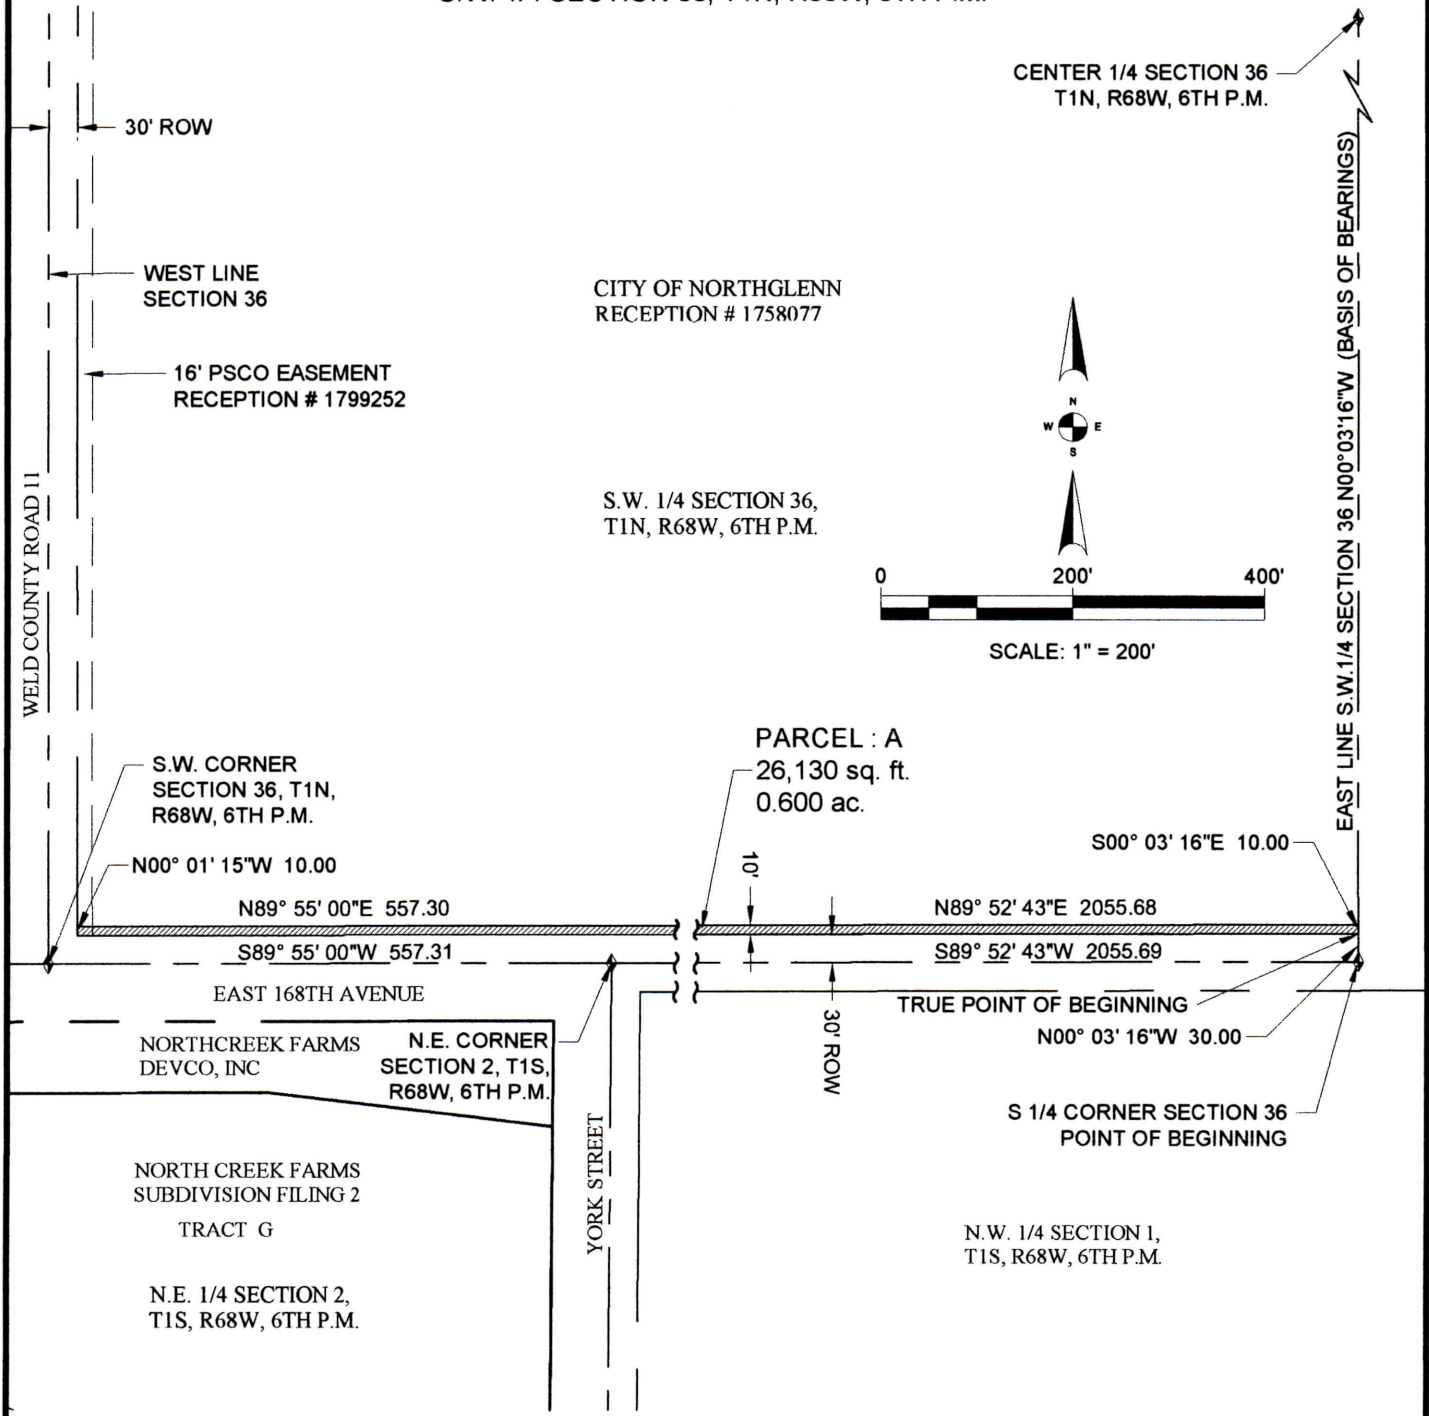 CENTER 1/4 SECTION 36
T1N, R68W, 6TH P.M.
30' ROW
EAST LINE S.W.1/4 SECTION 36 N00°03'16"W (BASIS OF BEARINGS)
WEST LINE
SECTION 36
CITY OF NORTHGLENN
RECEPTION # 1758077
16' PSCO EASEMENT
RECEPTION # 1799252
N
W E
S
WELD COUNTY ROAD 11
S.W. 1/4 SECTION 36,
T1N, R68W, 6TH P.M.
0 200' 400'
SCALE: 1" = 200'
PARCEL : A
26,130 sq. ft.
0.600 ac.
S.W. CORNER
SECTION 36, T1N,
R68W, 6TH P.M.
N00° 01' 15"W 10.00
S00° 03' 16"E 10.00
10'
N89° 55' 00"E 557.30
N89° 52' 43"E 2055.68
S89° 55' 00"W 557.31
S89° 52' 43"W 2055.69
EAST 168TH AVENUE
TRUE POINT OF BEGINNING
N00° 03' 16"W 30.00
30' ROW
NORTHCREEK FARMS
DEVCO, INC
N.E. CORNER
SECTION 2, T1S,
R68W, 6TH P.M.
S 1/4 CORNER SECTION 36
POINT OF BEGINNING
YORK STREET
NORTH CREEK FARMS
SUBDIVISION FILING 2
TRACT G
N.W. 1/4 SECTION 1,
T1S, R68W, 6TH P.M.
N.E. 1/4 SECTION 2,
T1S, R68W, 6TH P.M.